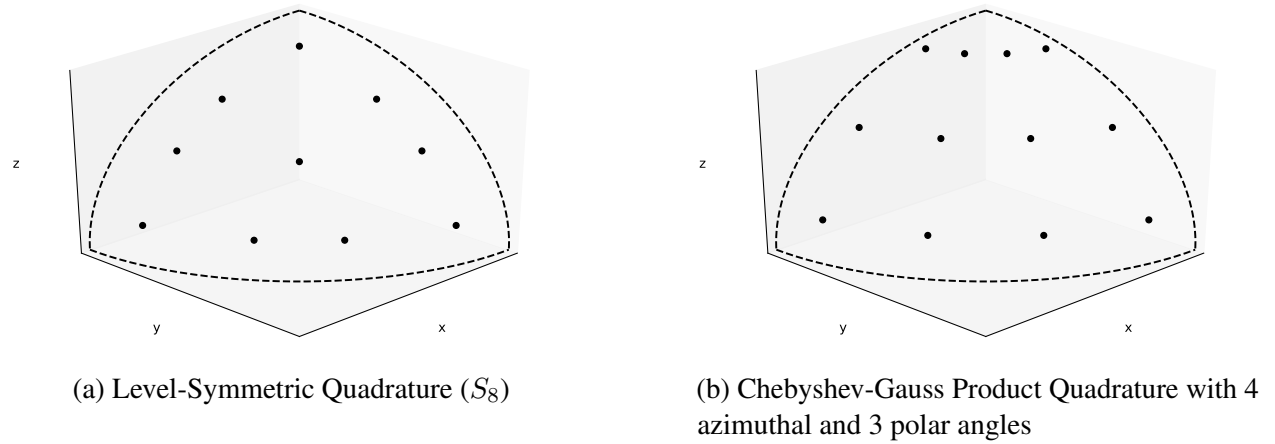 z
y
x
(a) Level-Symmetric Quadrature (S₈)
z
y
x
(b) Chebyshev-Gauss Product Quadrature with 4
azimuthal and 3 polar angles